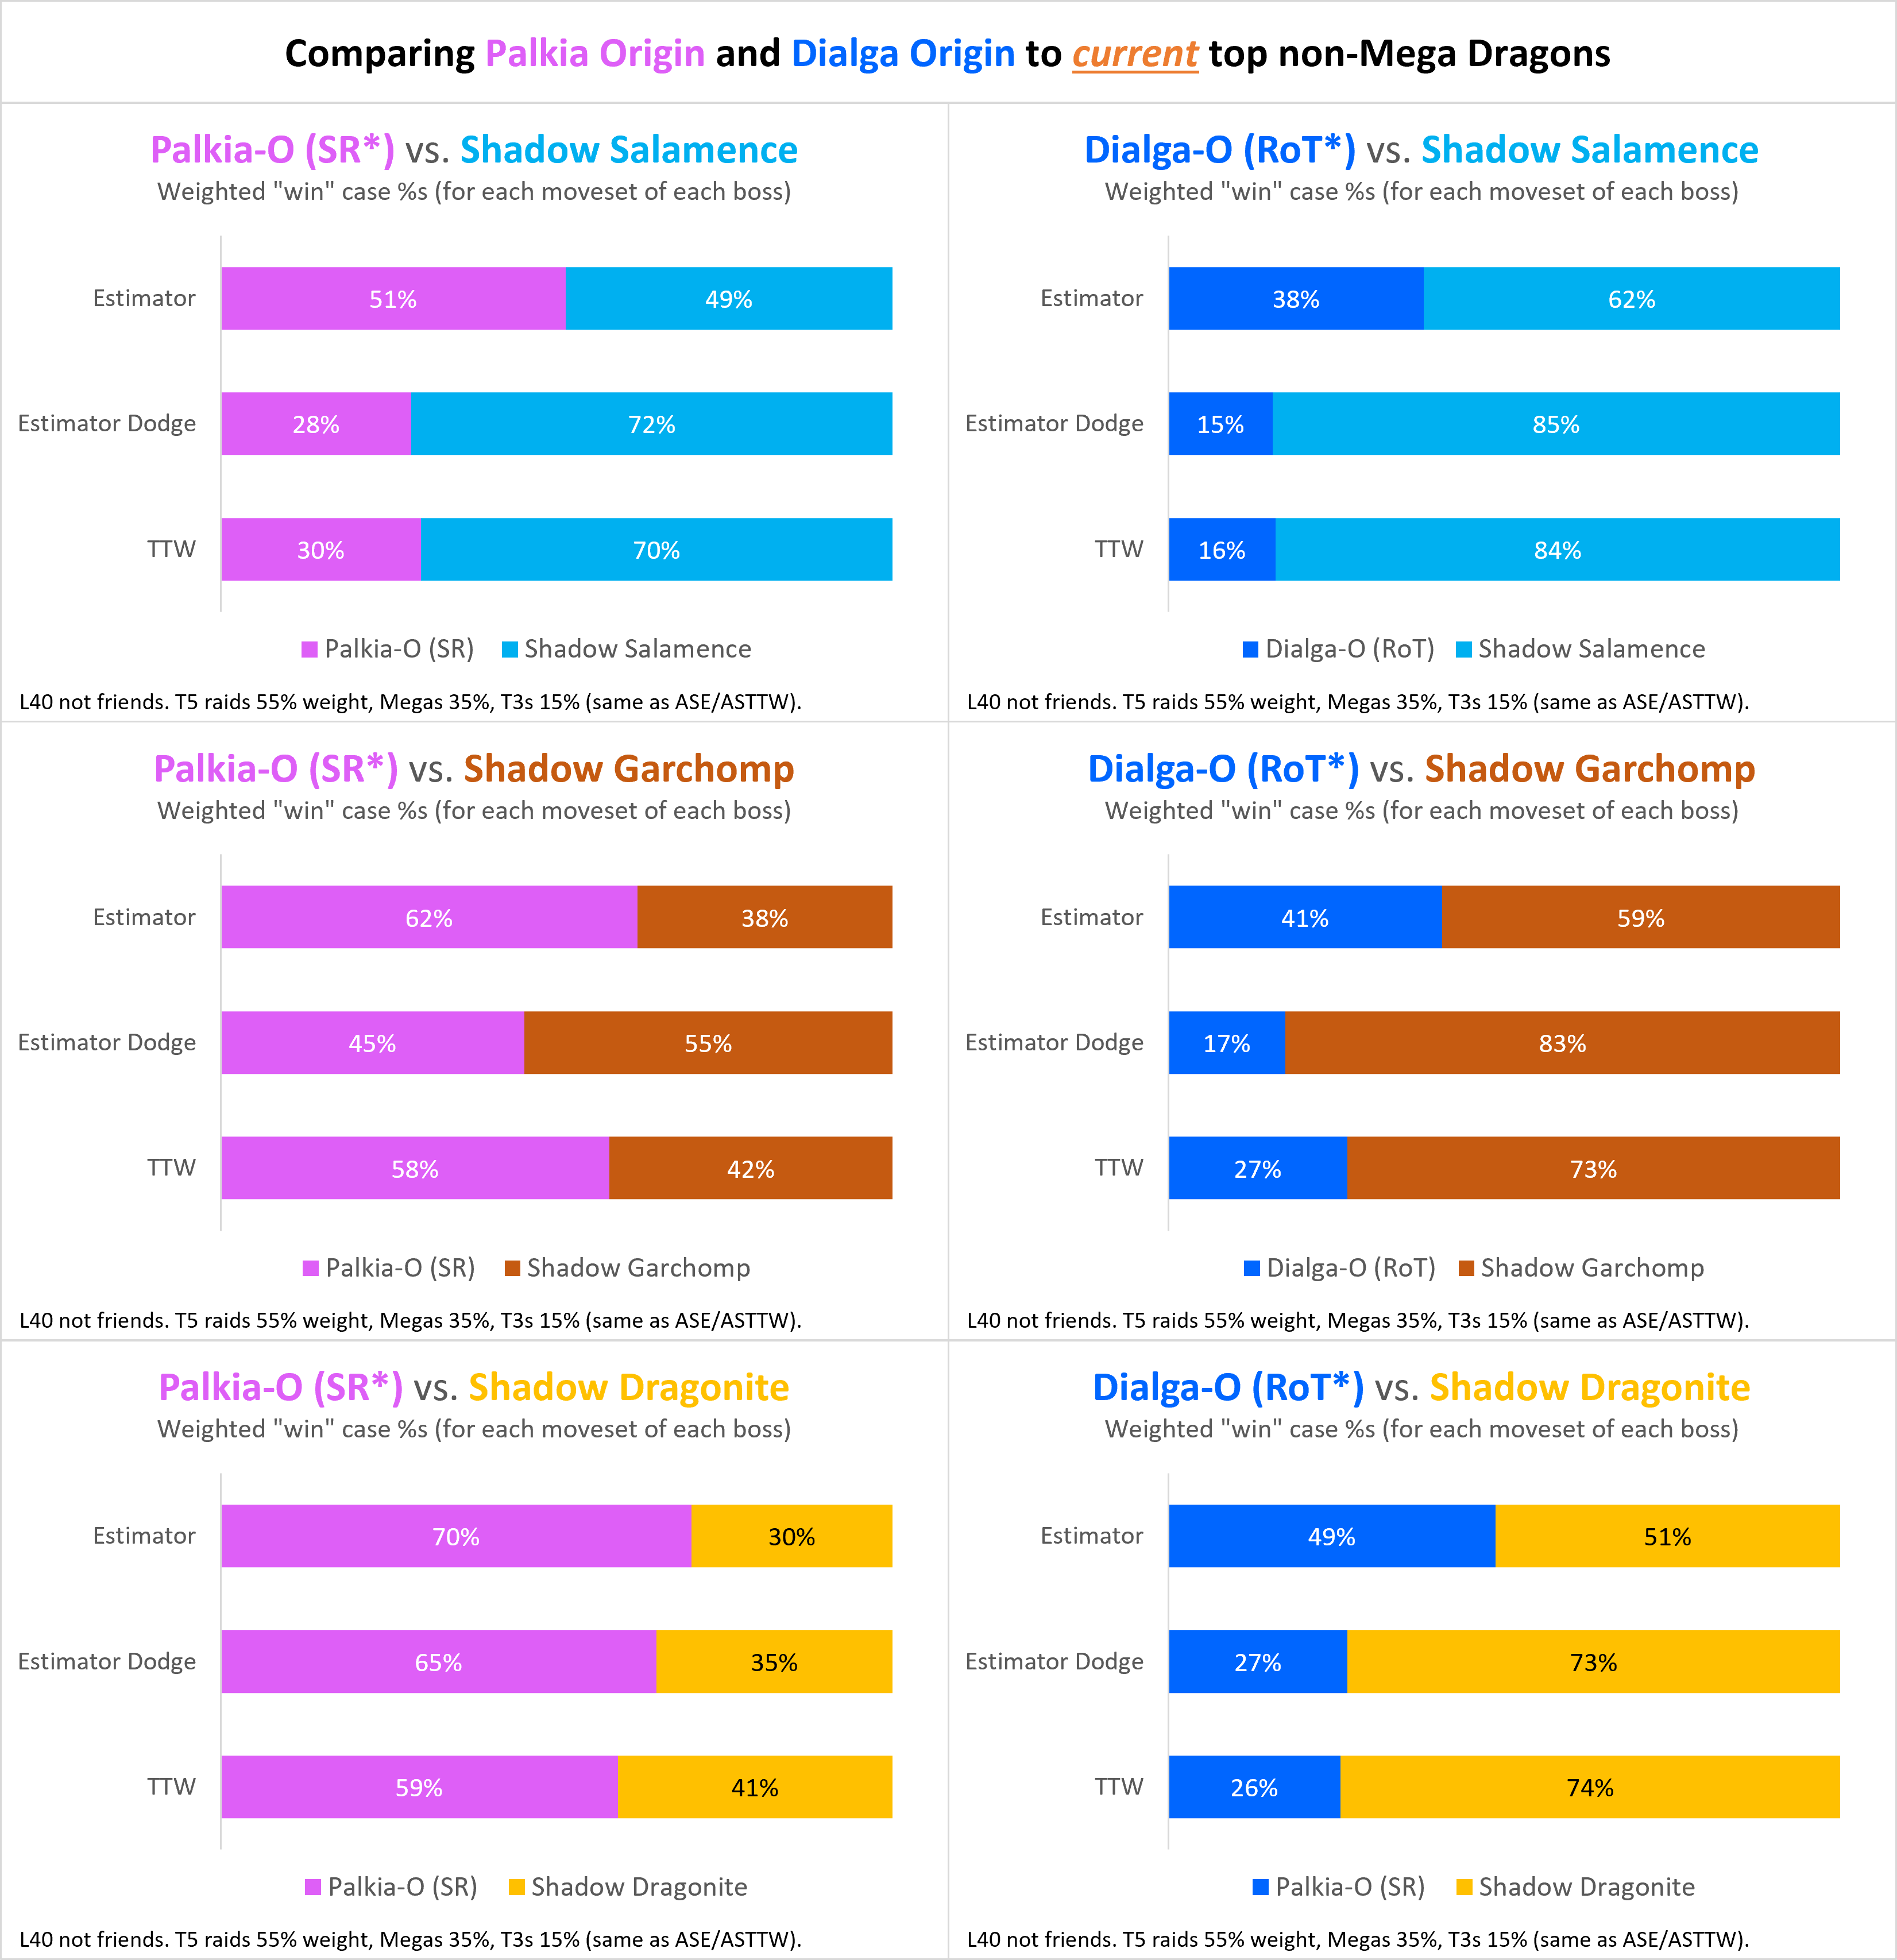 Comparing Palkia Origin and Dialga Origin to current top non-Mega Dragons
Palkia-O (SR*) vs. Shadow Salamence
Weighted "win" case %s (for each moveset of each boss)
Estimator
51%
49%
Estimator Dodge
28%
72%
TTW
30%
70%
Palkia-O (SR)
Shadow Salamence
L40 not friends. T5 raids 55% weight, Megas 35%, T3s 15% (same as ASE/ASTTW).
Dialga-O (RoT*) vs. Shadow Salamence
Weighted "win" case %s (for each moveset of each boss)
Estimator
38%
62%
Estimator Dodge
15%
85%
TTW
16%
84%
Dialga-O (RoT)
Shadow Salamence
L40 not friends. T5 raids 55% weight, Megas 35%, T3s 15% (same as ASE/ASTTW).
Palkia-O (SR*) vs. Shadow Garchomp
Weighted "win" case %s (for each moveset of each boss)
Estimator
62%
38%
Estimator Dodge
45%
55%
TTW
58%
42%
Palkia-O (SR)
Shadow Garchomp
L40 not friends. T5 raids 55% weight, Megas 35%, T3s 15% (same as ASE/ASTTW).
Dialga-O (RoT*) vs. Shadow Garchomp
Weighted "win" case %s (for each moveset of each boss)
Estimator
41%
59%
Estimator Dodge
17%
83%
TTW
27%
73%
Dialga-O (RoT)
Shadow Garchomp
L40 not friends. T5 raids 55% weight, Megas 35%, T3s 15% (same as ASE/ASTTW).
Palkia-O (SR*) vs. Shadow Dragonite
Weighted "win" case %s (for each moveset of each boss)
Estimator
70%
30%
Estimator Dodge
65%
35%
TTW
59%
41%
Palkia-O (SR)
Shadow Dragonite
L40 not friends. T5 raids 55% weight, Megas 35%, T3s 15% (same as ASE/ASTTW).
Dialga-O (RoT*) vs. Shadow Dragonite
Weighted "win" case %s (for each moveset of each boss)
Estimator
49%
51%
Estimator Dodge
27%
73%
TTW
26%
74%
Palkia-O (SR)
Shadow Dragonite
L40 not friends. T5 raids 55% weight, Megas 35%, T3s 15% (same as ASE/ASTTW).